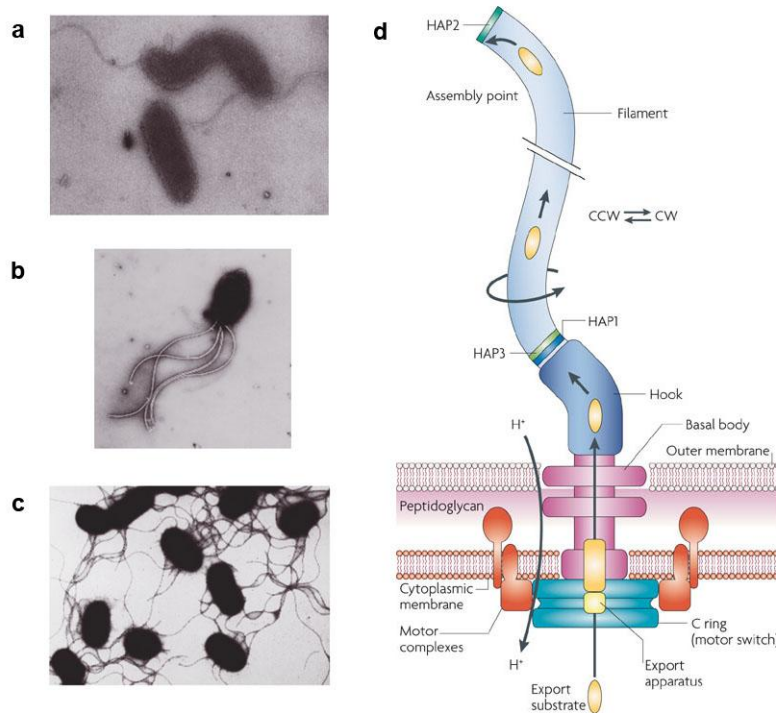 a
b
c
d
HAP2
Assembly point
Filament
CCW
CW
HAP1
HAP3
Hook
H⁺
Basal body
Outer membrane
Peptidoglycan
Cytoplasmic
membrane
Motor
complexes
C ring
(motor switch)
Export
apparatus
H⁺
Export
substrate